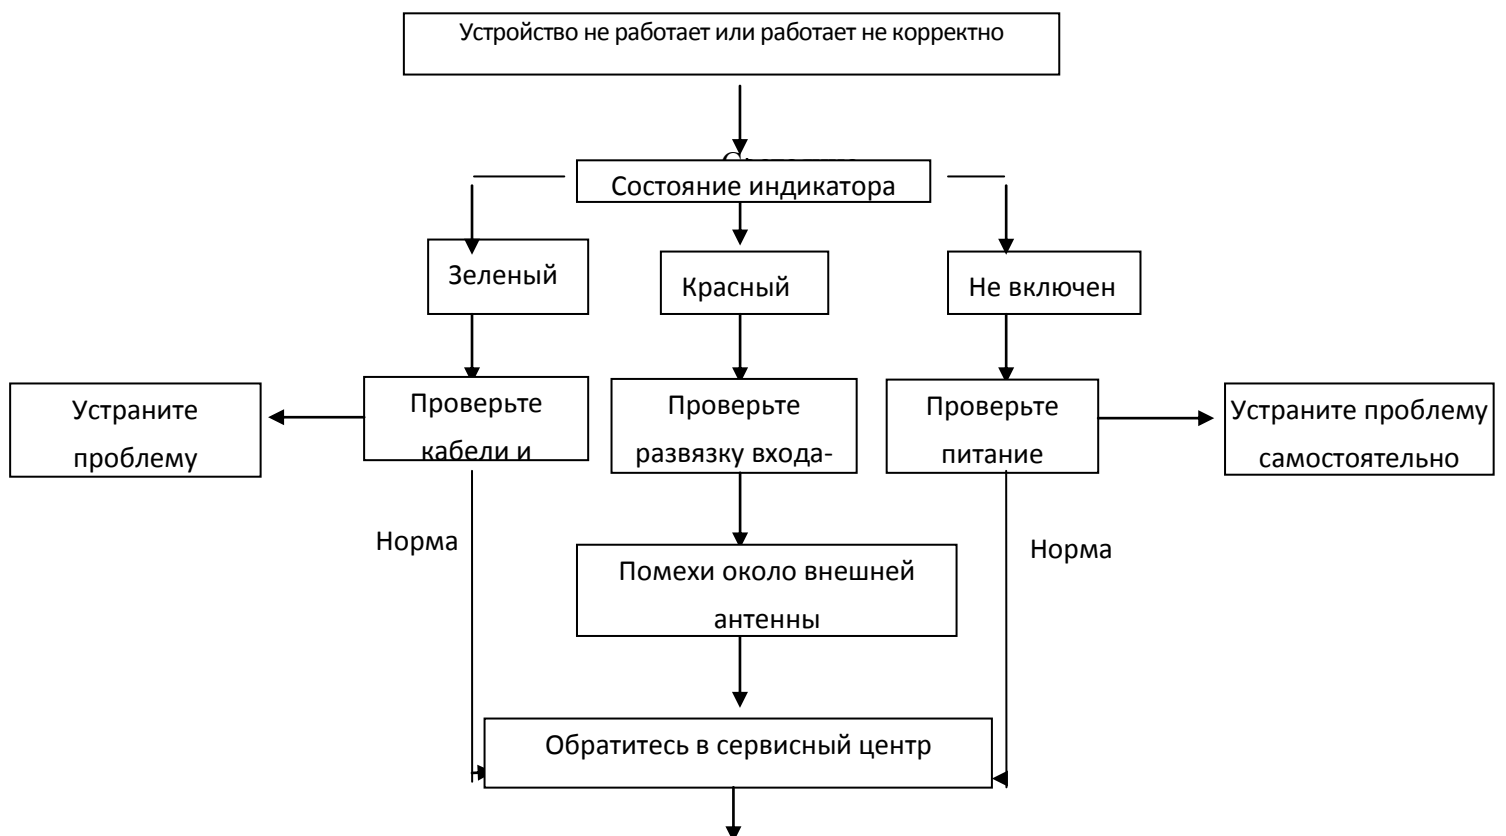 Устройство не работает или работает не корректно
Состояние индикатора
Зеленый
Красный
Не включен
Устраните
проблему
Проверьте
кабели и
Проверьте
развязку входа-
Проверьте
питание
Устраните проблему
самостоятельно
Норма
Норма
Помехи около внешней
антенны
Обратитесь в сервисный центр